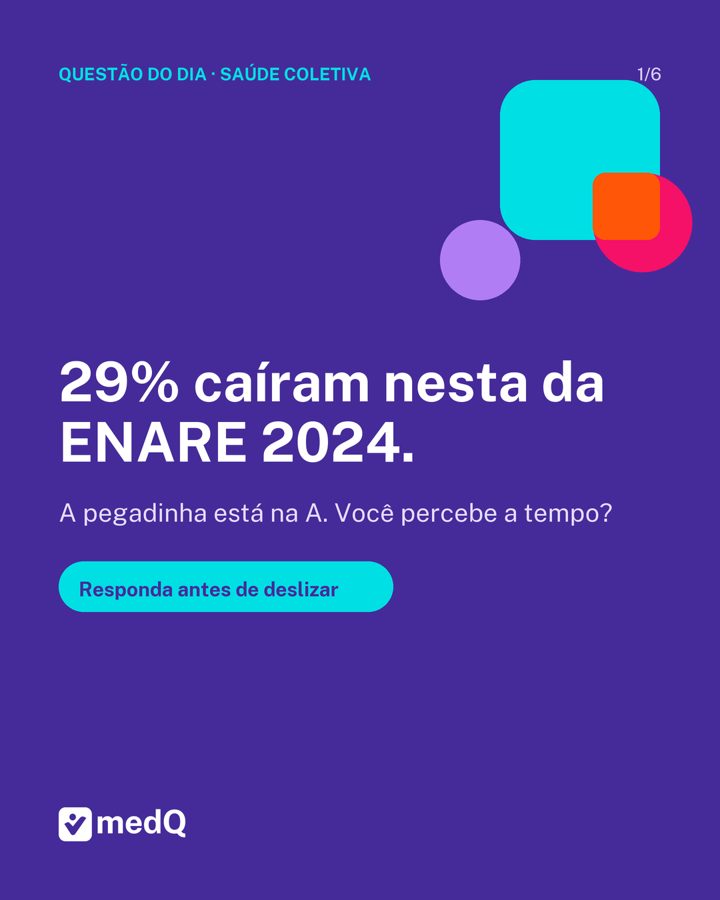 QUESTÃO DO DIA · SAÚDE COLETIVA
1/6
29% caíram nesta da
ENARE 2024.
A pegadinha está na A. Você percebe a tempo?
Responda antes de deslizar
medQ